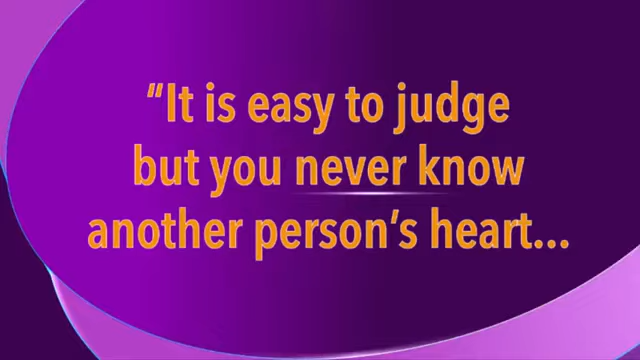 “It is easy to judge
but you never know
another person’s heart...